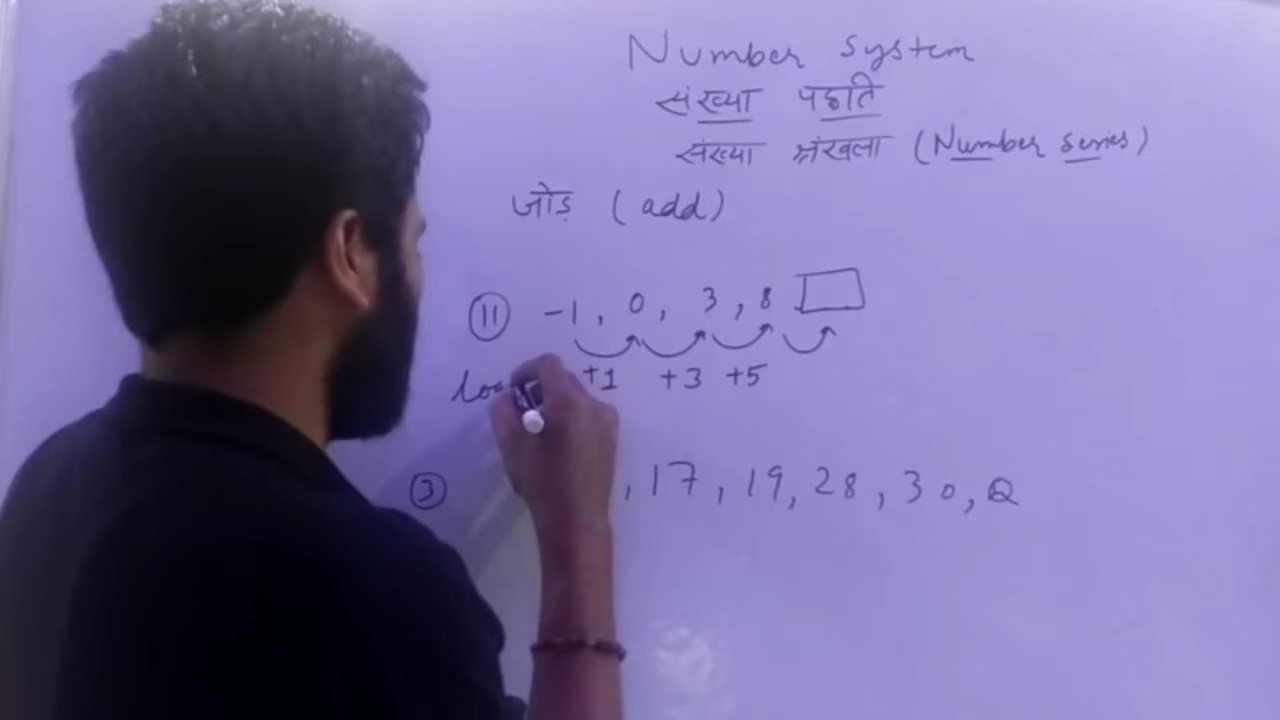 Number System
संख्या पद्धति
संख्या श्रंखला (Number Series)
जोड़ (add)
11 -1, 0, 3, 8
+1 +3 +5
3 , 17, 19, 28, 30, Q